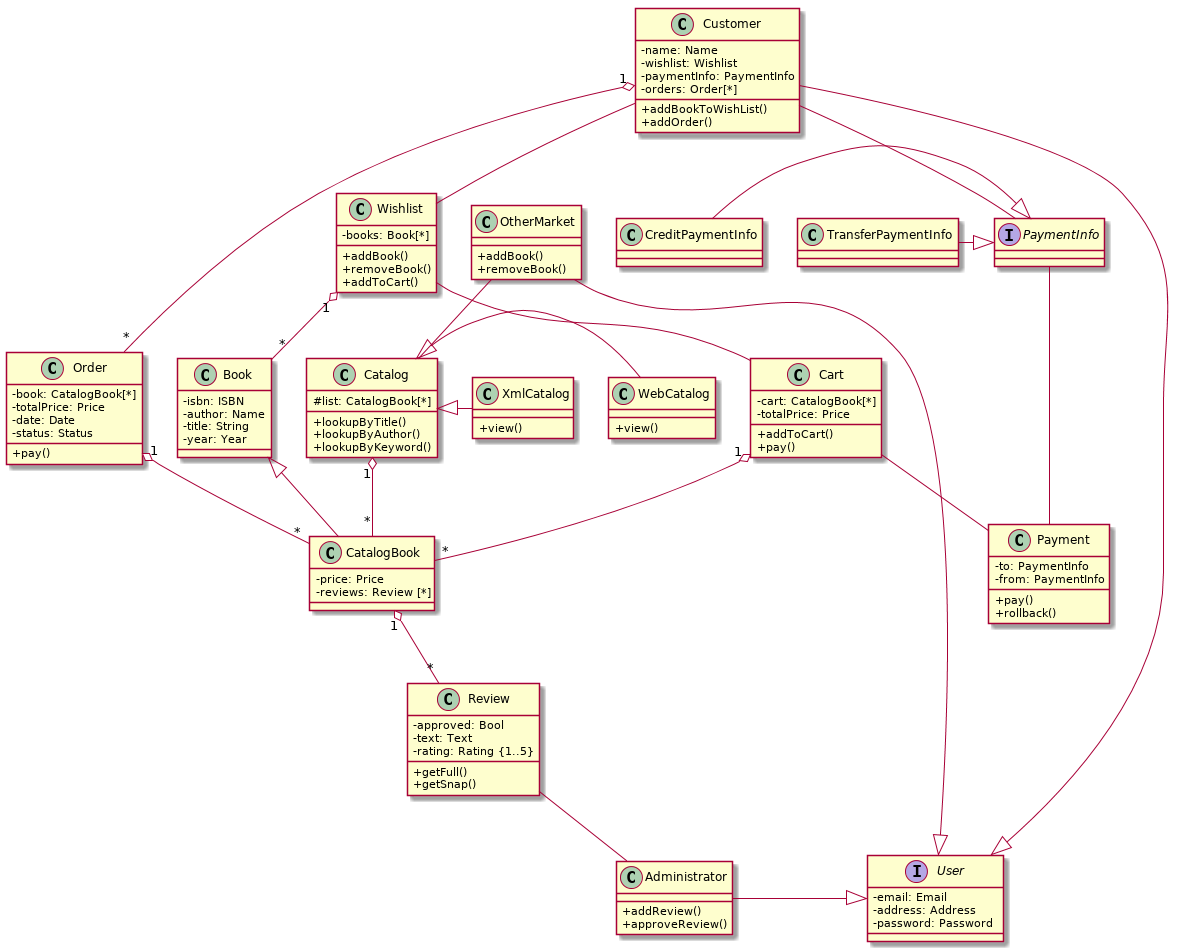 C Customer
-name: Name
-wishlist: Wishlist
-paymentInfo: PaymentInfo
-orders: Order[*]
+addBookToWishList()
+addOrder()
1
*
C Wishlist
-books: Book[*]
+addBook()
+removeBook()
+addToCart()
1
*
C OtherMarket
+addBook()
+removeBook()
C CreditPaymentInfo
C TransferPaymentInfo
I PaymentInfo
C Order
-book: CatalogBook[*]
-totalPrice: Price
-date: Date
-status: Status
+pay()
1
*
C Book
-isbn: ISBN
-author: Name
-title: String
-year: Year
C Catalog
#list: CatalogBook[*]
+lookupByTitle()
+lookupByAuthor()
+lookupByKeyword()
1
*
C XmlCatalog
+view()
C WebCatalog
+view()
C Cart
-cart: CatalogBook[*]
-totalPrice: Price
+addToCart()
+pay()
1
*
C CatalogBook
-price: Price
-reviews: Review [*]
1
*
C Payment
-to: PaymentInfo
-from: PaymentInfo
+pay()
+rollback()
C Review
-approved: Bool
-text: Text
-rating: Rating {1..5}
+getFull()
+getSnap()
C Administrator
+addReview()
+approveReview()
I User
-email: Email
-address: Address
-password: Password